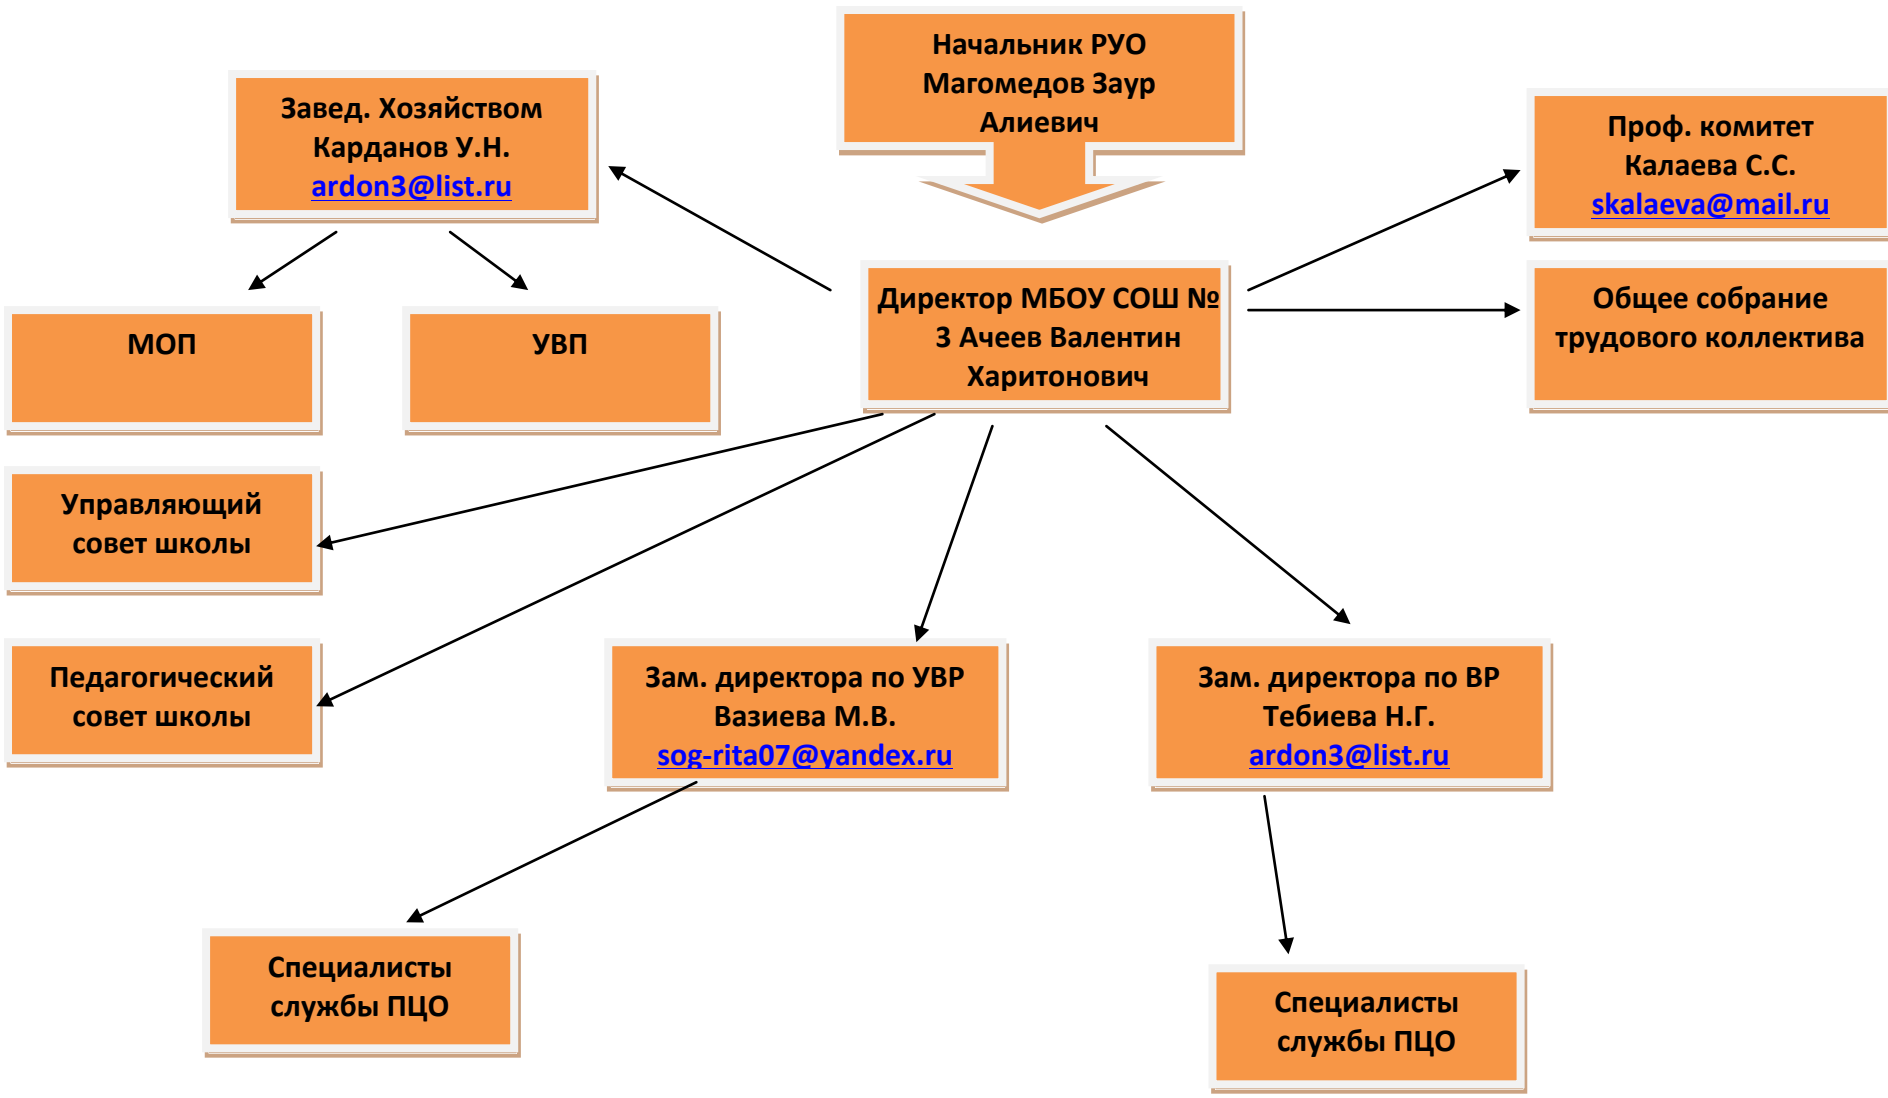 Начальник РУО
Магомедов Заур
Алиевич
Завед. Хозяйством
Карданов У.Н.
ardon3@list.ru
Проф. комитет
Калаева С.С.
skalaeva@mail.ru
Директор МБОУ СОШ №
3 Ачеев Валентин
Харитонович
Общее собрание
трудового коллектива
МОП
УВП
Управляющий
совет школы
Педагогический
совет школы
Зам. директора по УВР
Вазиева М.В.
sog-rita07@yandex.ru
Зам. директора по ВР
Тебиева Н.Г.
ardon3@list.ru
Специалисты
службы ПЦО
Специалисты
службы ПЦО